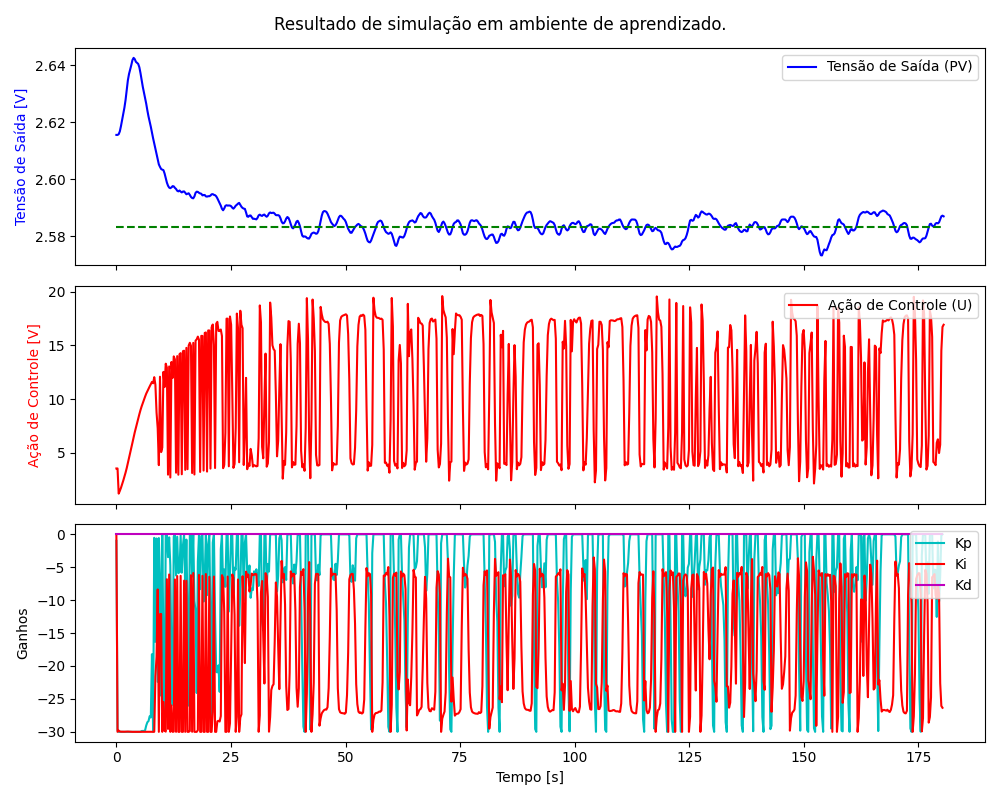 Resultado de simulação em ambiente de aprendizado.
Tensão de Saída [V]
2.64
2.62
2.60
2.58
Tensão de Saída (PV)
Ação de Controle [V]
20
15
10
5
Ação de Controle (U)
Ganhos
0
−5
−10
−15
−20
−25
−30
Kp
Ki
Kd
0 25 50 75 100 125 150 175
Tempo [s]